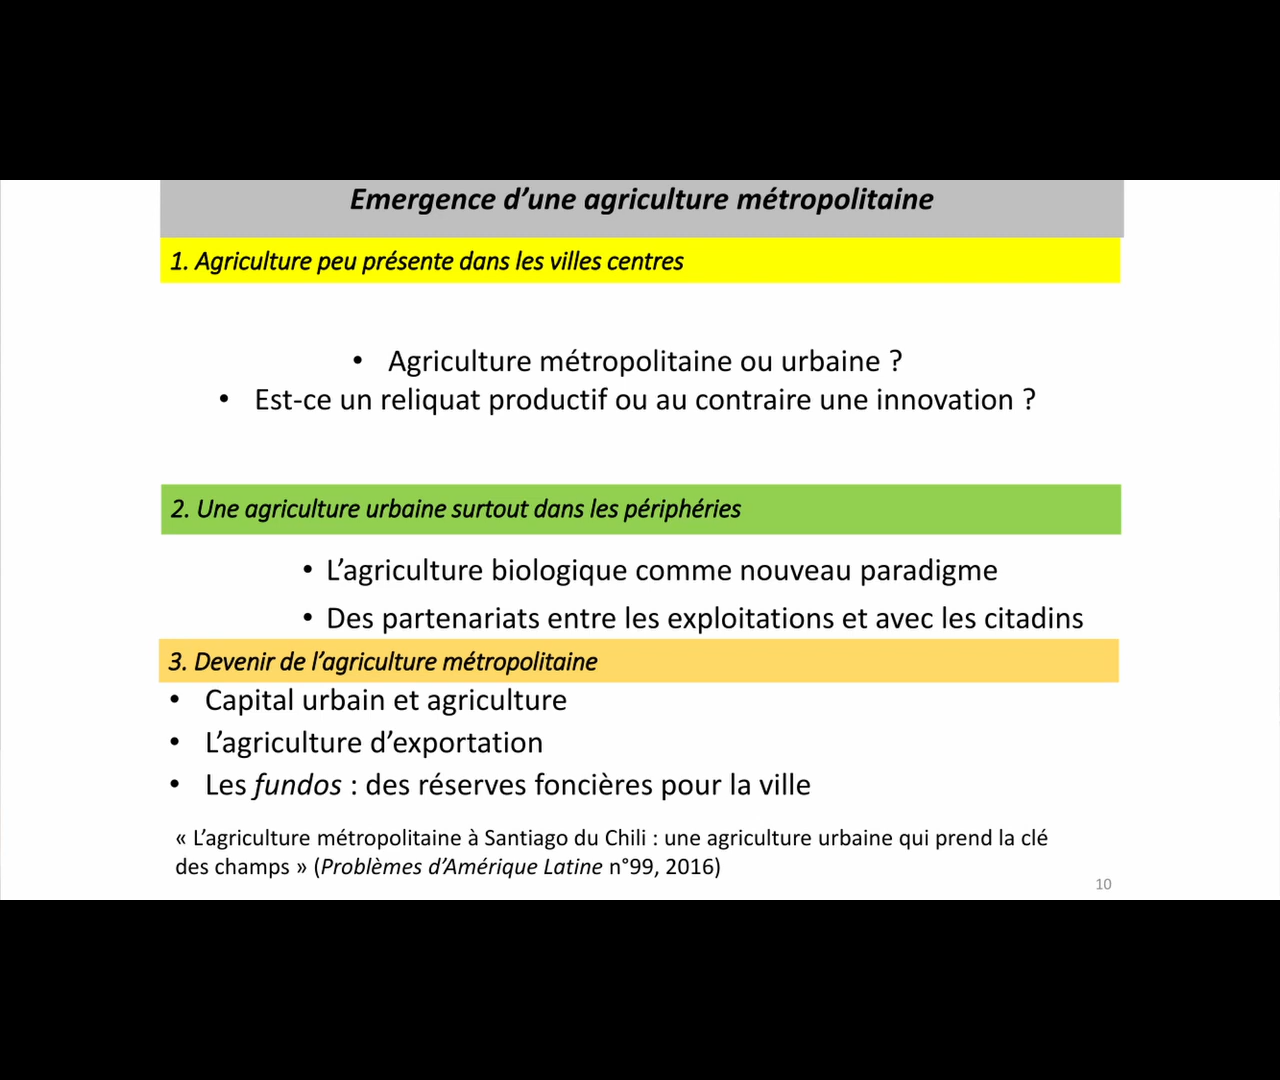 Emergence d’une agriculture métropolitaine
1. Agriculture peu présente dans les villes centres
• Agriculture métropolitaine ou urbaine ?
• Est-ce un reliquat productif ou au contraire une innovation ?
2. Une agriculture urbaine surtout dans les périphéries
• L’agriculture biologique comme nouveau paradigme
• Des partenariats entre les exploitations et avec les citadins
3. Devenir de l’agriculture métropolitaine
• Capital urbain et agriculture
• L’agriculture d’exportation
• Les fundos : des réserves foncières pour la ville
« L’agriculture métropolitaine à Santiago du Chili : une agriculture urbaine qui prend la clé
des champs » (Problèmes d’Amérique Latine n°99, 2016)
10